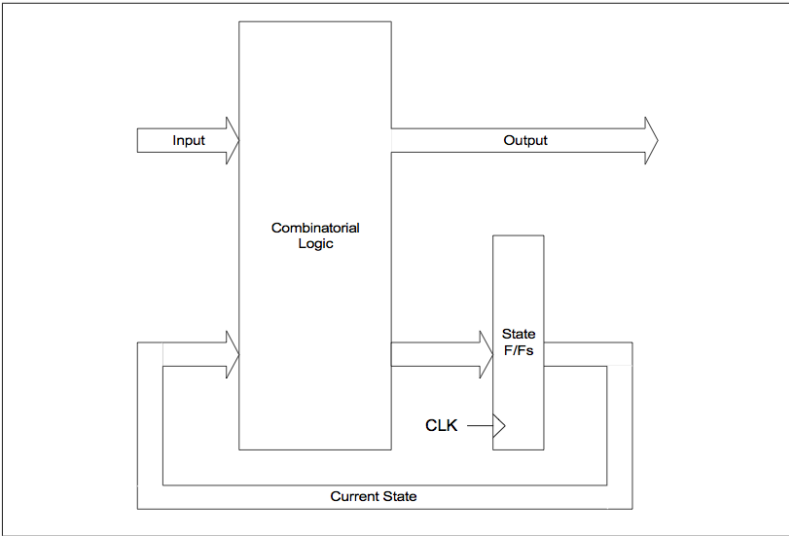 Input
Output
Combinatorial
Logic
State
F/Fs
CLK
Current State